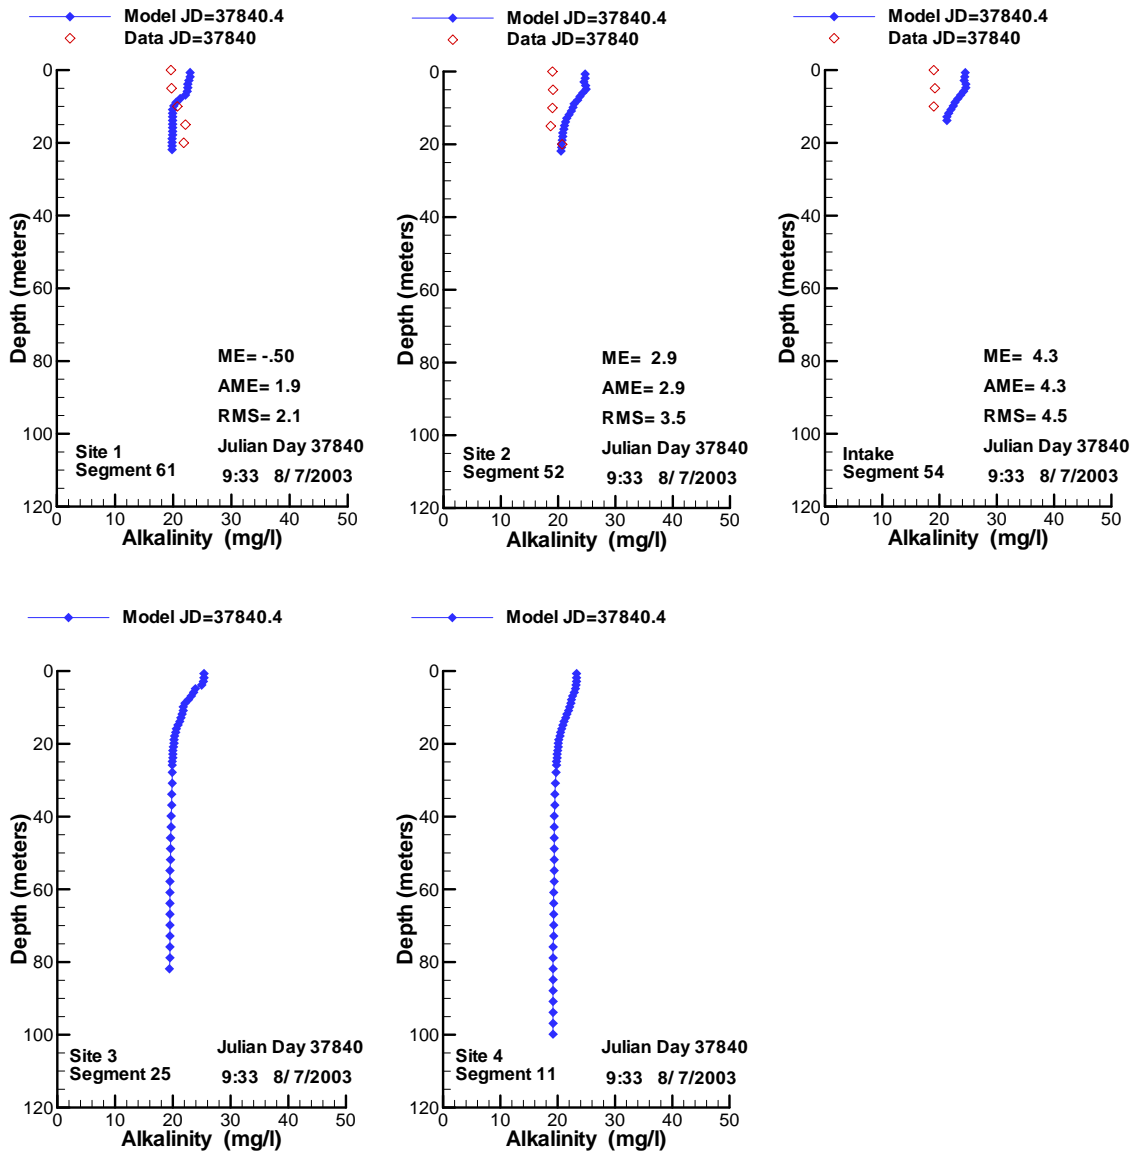 Model JD=37840.4
Data JD=37840
0
20
40
60
80
100
120
Depth (meters)
ME= -.50
AME= 1.9
RMS= 2.1
Site 1
Segment 61
Julian Day 37840
9:33 8/ 7/2003
0 10 20 30 40 50
Alkalinity (mg/l)
Model JD=37840.4
Data JD=37840
0
20
40
60
80
100
120
Depth (meters)
ME= 2.9
AME= 2.9
RMS= 3.5
Site 2
Segment 52
Julian Day 37840
9:33 8/ 7/2003
0 10 20 30 40 50
Alkalinity (mg/l)
Model JD=37840.4
Data JD=37840
0
20
40
60
80
100
120
Depth (meters)
ME= 4.3
AME= 4.3
RMS= 4.5
Intake
Segment 54
Julian Day 37840
9:33 8/ 7/2003
0 10 20 30 40 50
Alkalinity (mg/l)
Model JD=37840.4
0
20
40
60
80
100
120
Depth (meters)
Site 3
Segment 25
Julian Day 37840
9:33 8/ 7/2003
0 10 20 30 40 50
Alkalinity (mg/l)
Model JD=37840.4
0
20
40
60
80
100
120
Depth (meters)
Site 4
Segment 11
Julian Day 37840
9:33 8/ 7/2003
0 10 20 30 40 50
Alkalinity (mg/l)